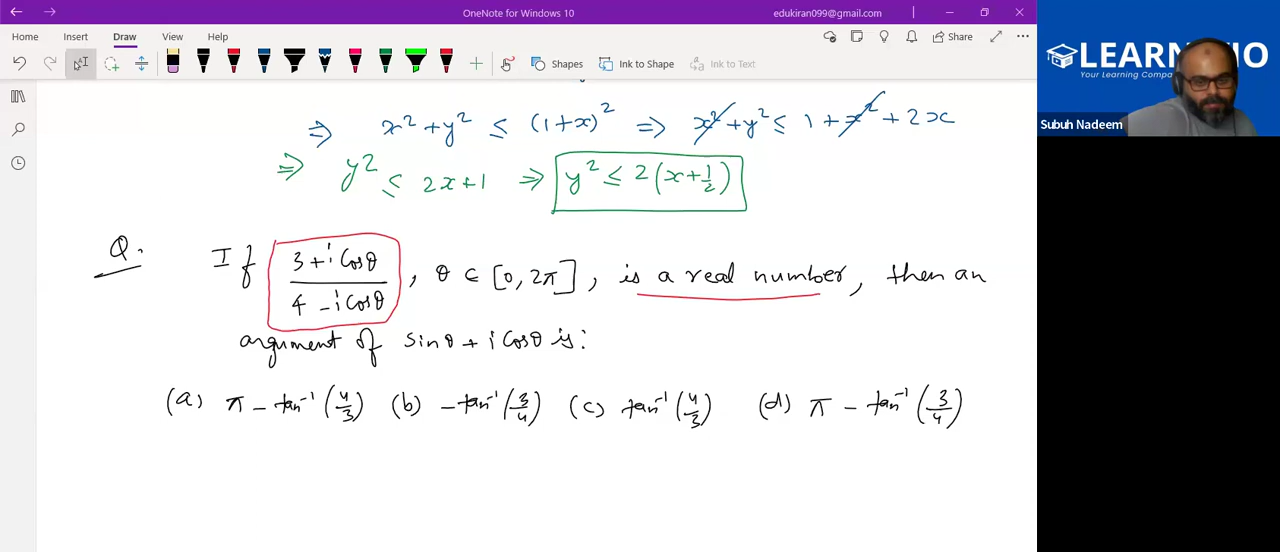 OneNote for Windows 10
edukiran099@gmail.com
Home Insert Draw View Help
Share
Shapes Ink to Shape Ink to Text
LEARN IO
Your Learning Compa
Subuh Nadeem
⇒ x² + y² ≤ (1+x)² ⇒ x² + y² ≤ 1 + x² + 2x
⇒ y² ≤ 2x+1 ⇒ y² ≤ 2(x+1/2)
Q. If (3+i Cosθ)/(4 - i Cosθ), θ ∈ [0, 2π], is a real number, then an
argument of sinθ + i Cosθ is:
(a) π - tan⁻¹(4/3) (b) -tan⁻¹(3/4) (c) tan⁻¹(4/3) (d) π - tan⁻¹(3/4)